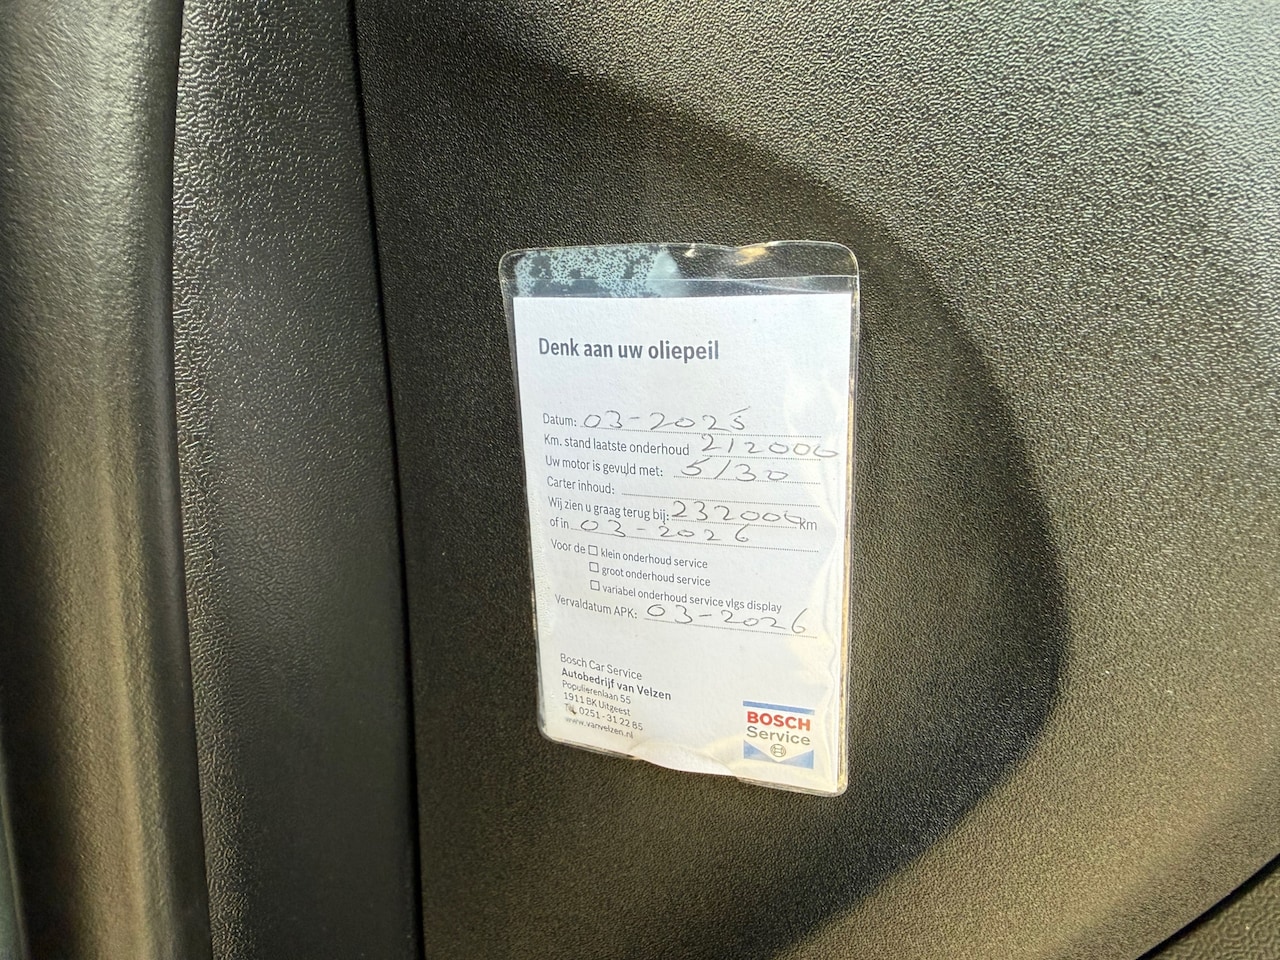 Denk aan uw oliepeil
Datum: 03-2025
Km. stand laatste onderhoud 212000
Uw motor is gevuld met: 5/30
Carter inhoud:
Wij zien u graag terug bij: 232000 km
of in 03-2026
Voor de ☐ klein onderhoud service
☐ groot onderhoud service
☐ variabel onderhoud service vlgs display
Vervaldatum APK: 03-2026
Bosch Car Service
Autobedrijf van Velzen
Populierenlaan 55
1911 BK Uitgeest
Tel. 0251-31 22 85
www.vanvelzen.nl
BOSCH
Service